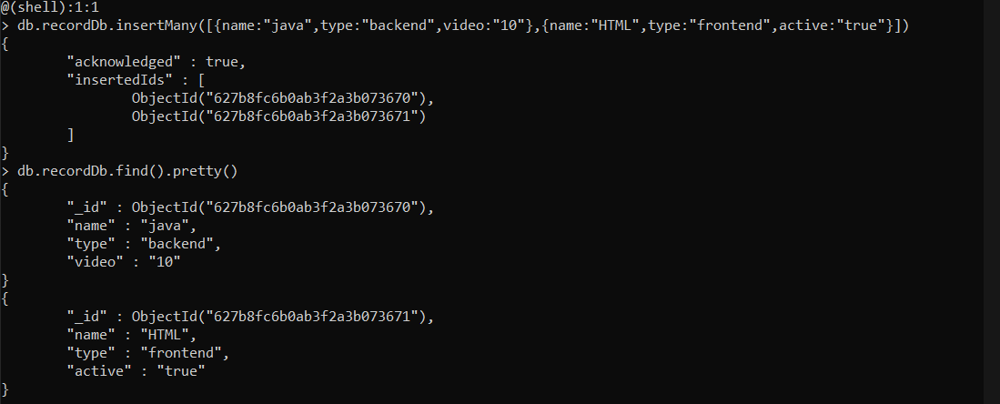 @(shell):1:1
> db.recordDb.insertMany([{name:"java",type:"backend",video:"10"},{name:"HTML",type:"frontend",active:"true"}])
{
        "acknowledged" : true,
        "insertedIds" : [
                ObjectId("627b8fc6b0ab3f2a3b073670"),
                ObjectId("627b8fc6b0ab3f2a3b073671")
        ]
}
> db.recordDb.find().pretty()
{
        "_id" : ObjectId("627b8fc6b0ab3f2a3b073670"),
        "name" : "java",
        "type" : "backend",
        "video" : "10"
}
{
        "_id" : ObjectId("627b8fc6b0ab3f2a3b073671"),
        "name" : "HTML",
        "type" : "frontend",
        "active" : "true"
}